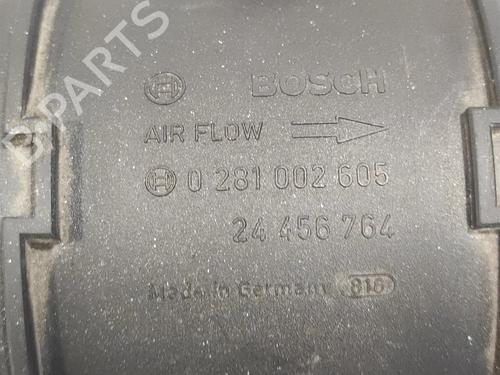 B-PARTS
BOSCH
AIR FLOW
0 281 002 605
24 456 764
Made in Germany 816